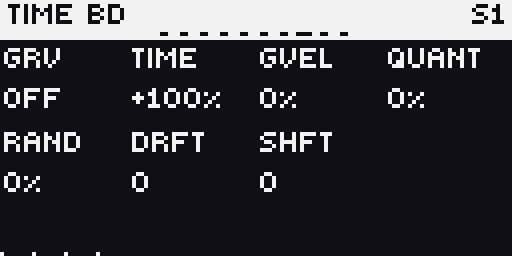 TIME BD S1
GRV TIME GVEL QUANT
OFF +100% 0% 0%
RAND DRFT SHFT
0% 0 0